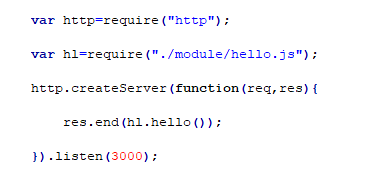 var http=require("http");
var hl=require("./module/hello.js");
http.createServer(function(req,res){
    res.end(hl.hello());
}).listen(3000);